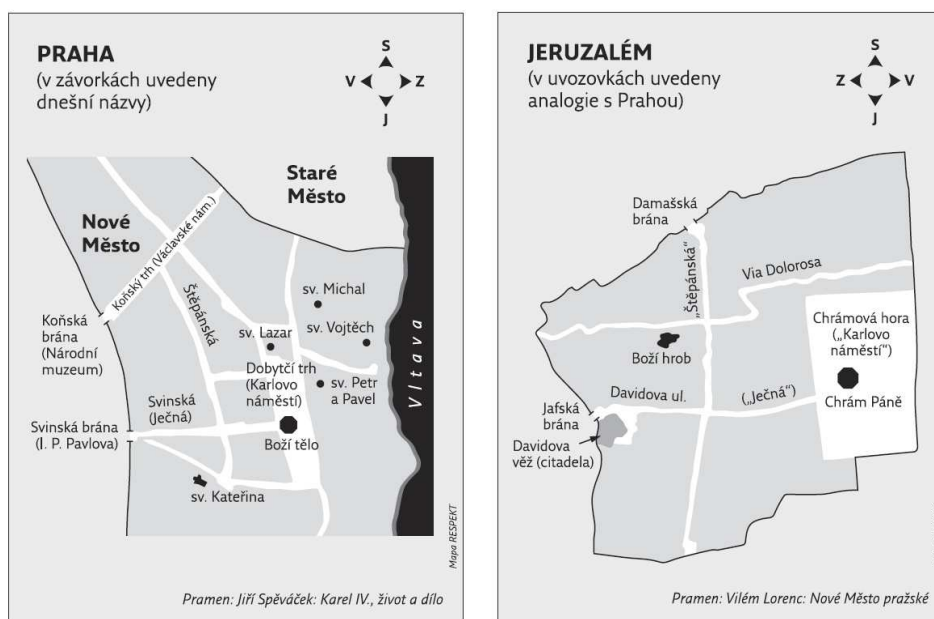 PRAHA
(v závorkách uvedeny
dnešní názvy)
S
V
Z
J
Staré
Město
Nové
Město
Koňský trh (Václavské nám.)
Štěpánská
sv. Michal
sv. Vojtěch
sv. Lazar
Koňská
brána
(Národní
muzeum)
Dobytčí trh
(Karlovo
náměstí)
sv. Petr
a Pavel
Vltava
Svinská
(Ječná)
Svinská brána
(I. P. Pavlova)
Boží tělo
sv. Kateřina
Mapa RESPEKT
Pramen: Jiří Spěváček: Karel IV., život a dílo
JERUZALÉM
(v uvozovkách uvedeny
analogie s Prahou)
S
Z
V
J
Damašská
brána
„Štěpánská“
Via Dolorosa
Chrámová hora
(„Karlovo
náměstí“)
Boží hrob
Chrám Páně
Davidova ul.
(„Ječná“)
Jafská
brána
Davidova
věž (citadela)
Pramen: Vilém Lorenc: Nové Město pražské